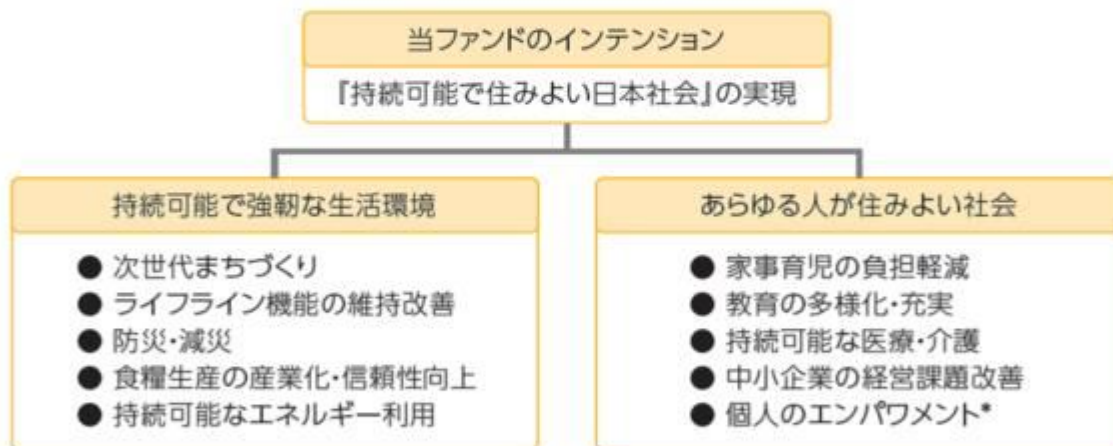 当ファンドのインテンション
『持続可能で住みよい日本社会』の実現
持続可能で強靭な生活環境
● 次世代まちづくり
● ライフライン機能の維持改善
● 防災・減災
● 食糧生産の産業化・信頼性向上
● 持続可能なエネルギー利用
あらゆる人が住みよい社会
● 家事育児の負担軽減
● 教育の多様化・充実
● 持続可能な医療・介護
● 中小企業の経営課題改善
● 個人のエンパワメント*